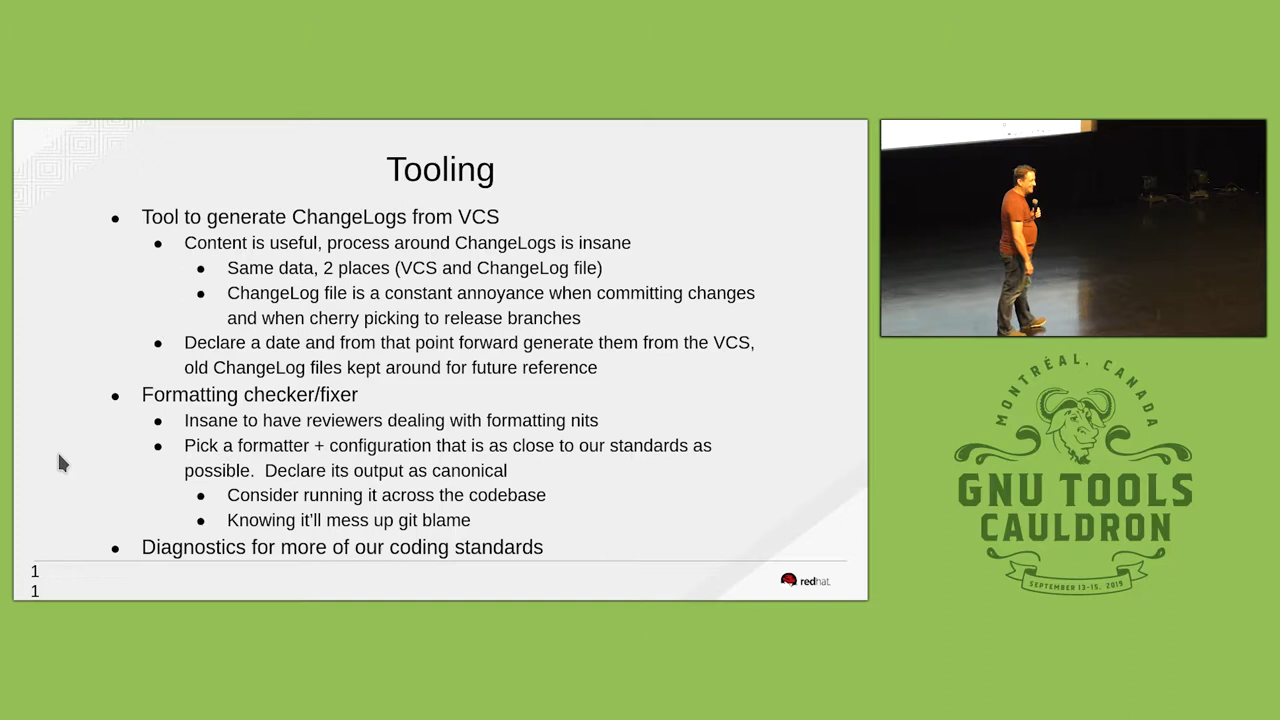 Tooling
● Tool to generate ChangeLogs from VCS
● Content is useful, process around ChangeLogs is insane
● Same data, 2 places (VCS and ChangeLog file)
● ChangeLog file is a constant annoyance when committing changes
and when cherry picking to release branches
● Declare a date and from that point forward generate them from the VCS,
old ChangeLog files kept around for future reference
● Formatting checker/fixer
● Insane to have reviewers dealing with formatting nits
● Pick a formatter + configuration that is as close to our standards as
possible.  Declare its output as canonical
● Consider running it across the codebase
● Knowing it'll mess up git blame
● Diagnostics for more of our coding standards
1
1
redhat.
MONTRÉAL, CANADA
GNU TOOLS
CAULDRON
SEPTEMBER 13-15, 2019